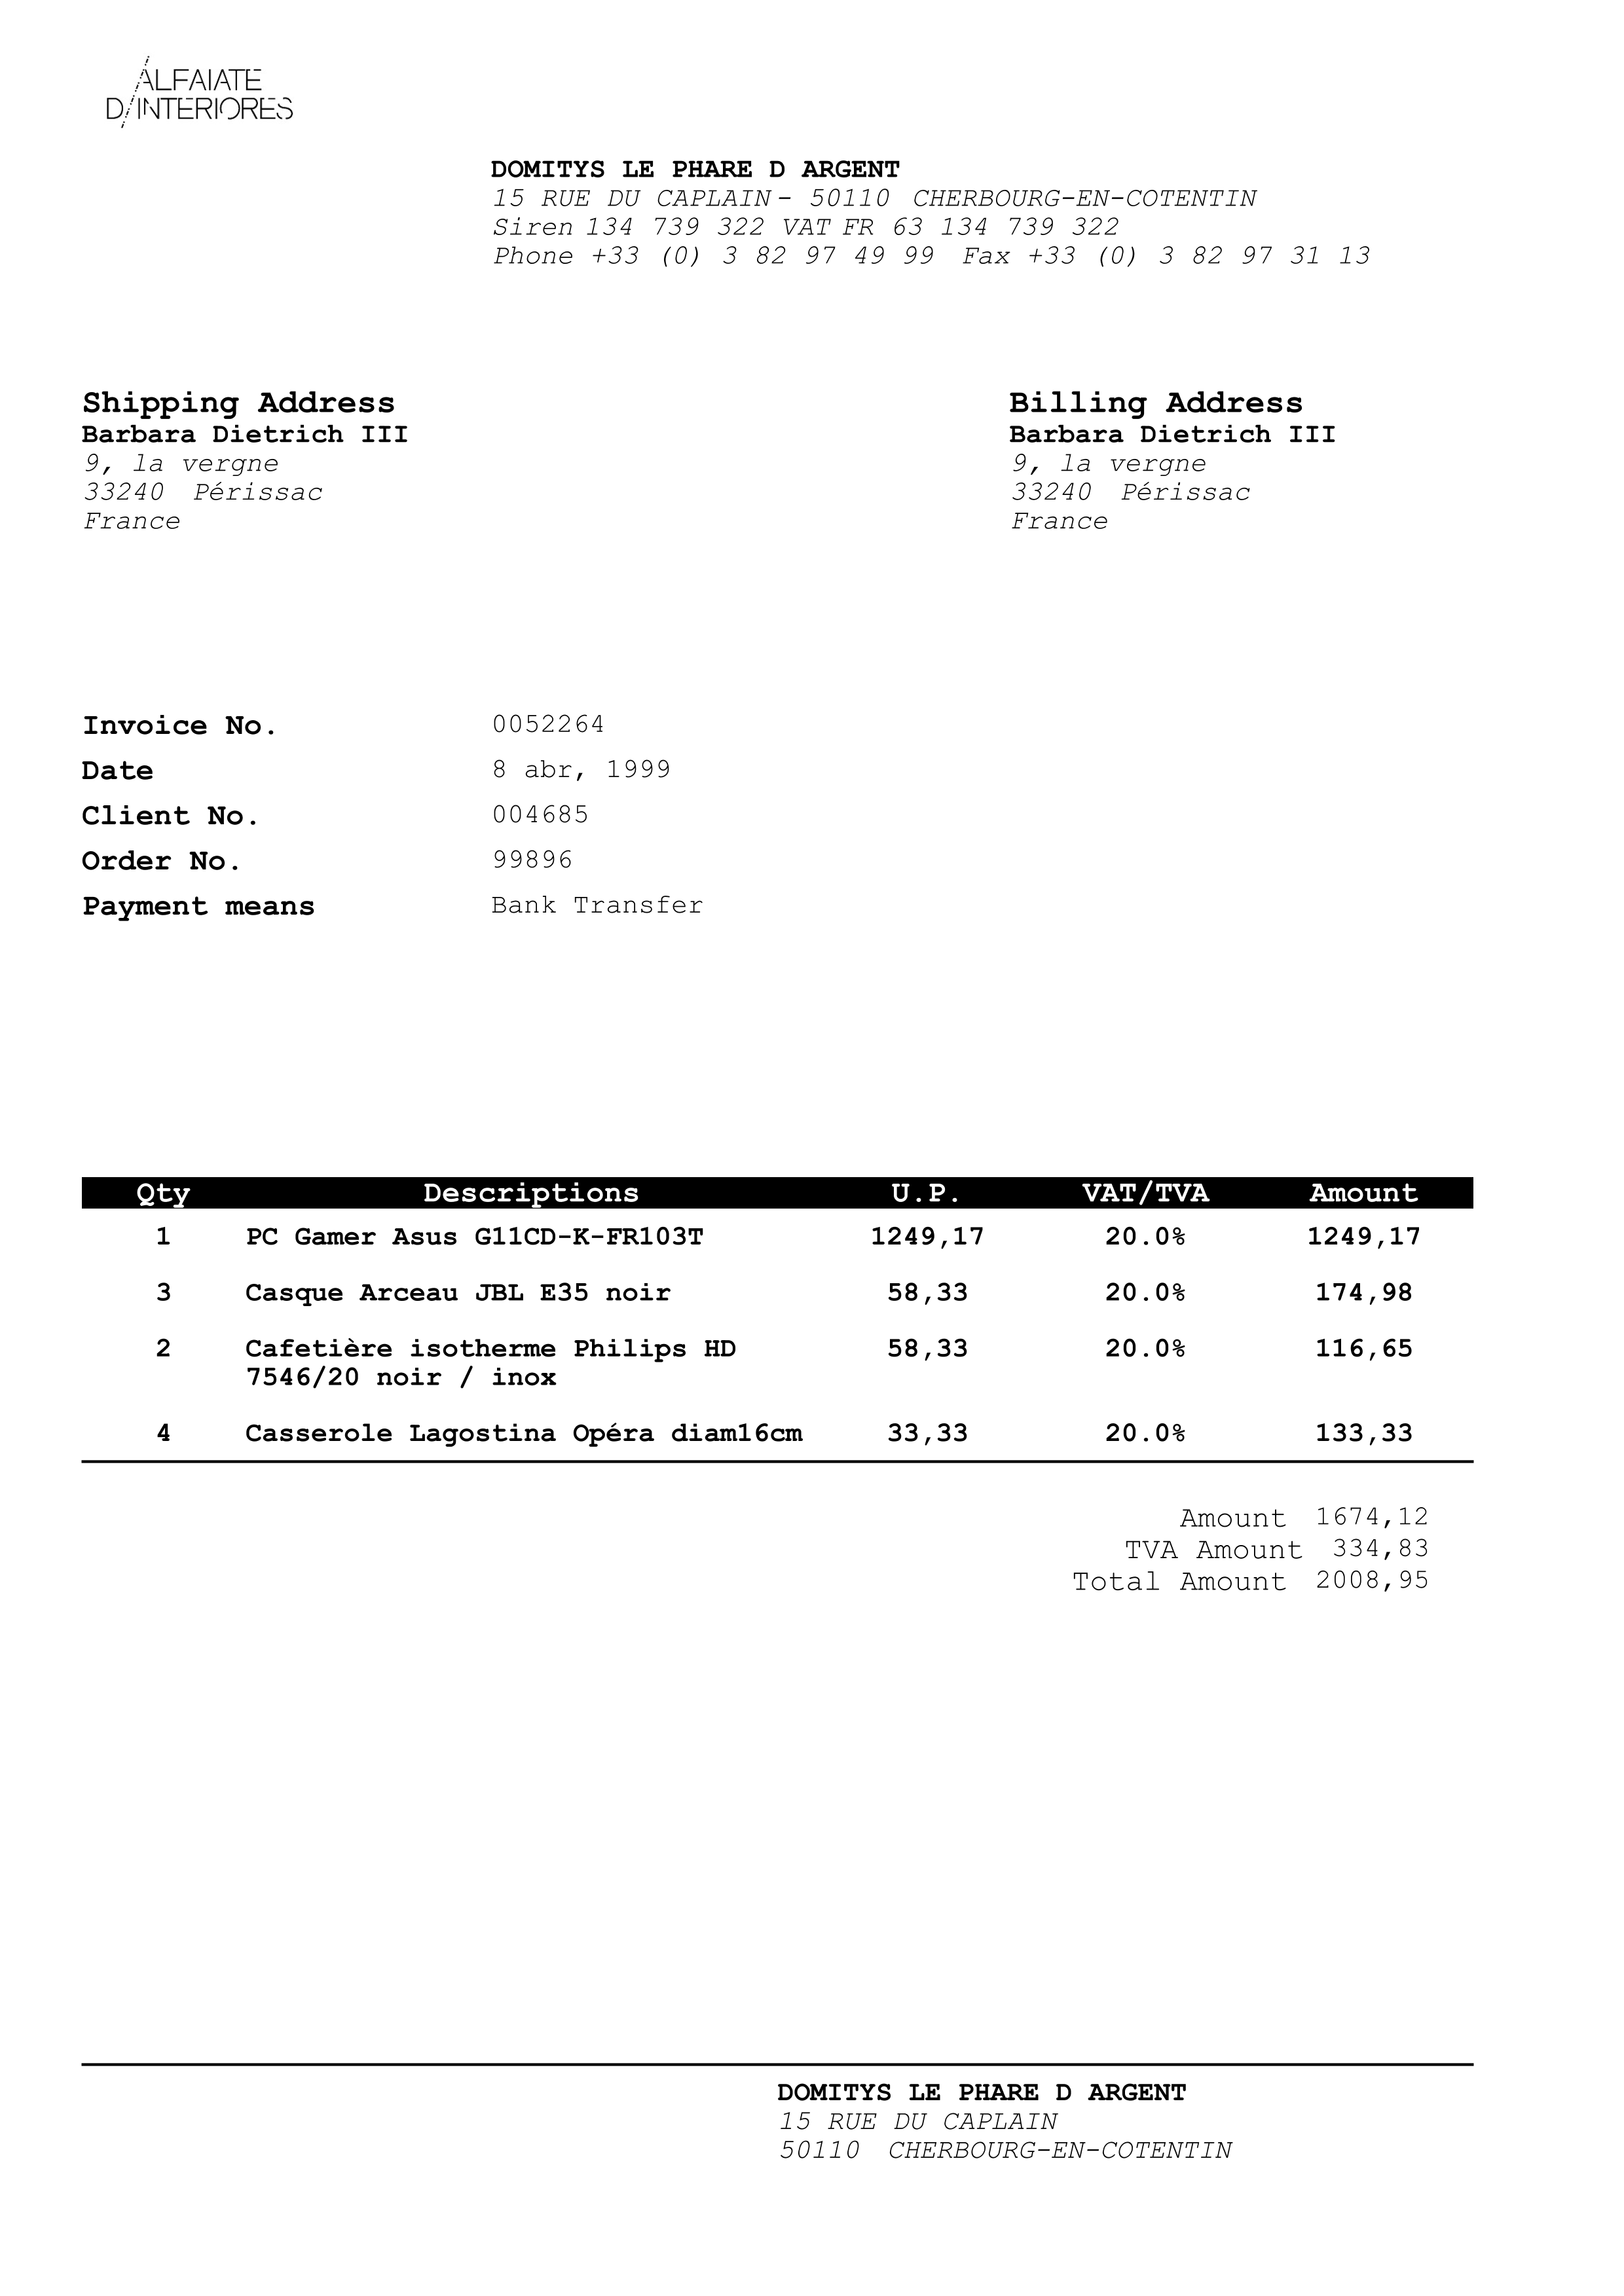 ALFAIATE
D/INTERIORES
DOMITYS LE PHARE D ARGENT
15 RUE DU CAPLAIN - 50110 CHERBOURG-EN-COTENTIN
Siren 134 739 322 VAT FR 63 134 739 322
Phone +33 (0) 3 82 97 49 99 Fax +33 (0) 3 82 97 31 13
Shipping Address
Barbara Dietrich III
9, la vergne
33240 Périssac
France
Billing Address
Barbara Dietrich III
9, la vergne
33240 Périssac
France
Invoice No. 0052264
Date 8 abr, 1999
Client No. 004685
Order No. 99896
Payment means Bank Transfer
Qty Descriptions U.P. VAT/TVA Amount
1 PC Gamer Asus G11CD-K-FR103T 1249,17 20.0% 1249,17
3 Casque Arceau JBL E35 noir 58,33 20.0% 174,98
2 Cafetière isotherme Philips HD 58,33 20.0% 116,65
7546/20 noir / inox
4 Casserole Lagostina Opéra diam16cm 33,33 20.0% 133,33
Amount 1674,12
TVA Amount 334,83
Total Amount 2008,95
DOMITYS LE PHARE D ARGENT
15 RUE DU CAPLAIN
50110 CHERBOURG-EN-COTENTIN